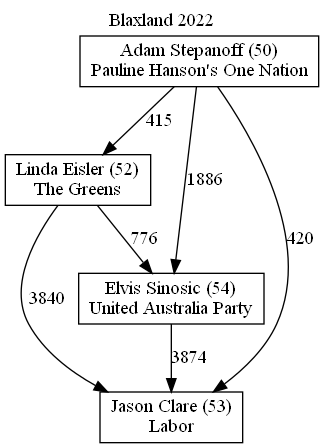 Blaxland 2022
Adam Stepanoff (50)
Pauline Hanson's One Nation
415
Linda Eisler (52)
The Greens
1886
776
420
Elvis Sinosic (54)
United Australia Party
3840
3874
Jason Clare (53)
Labor